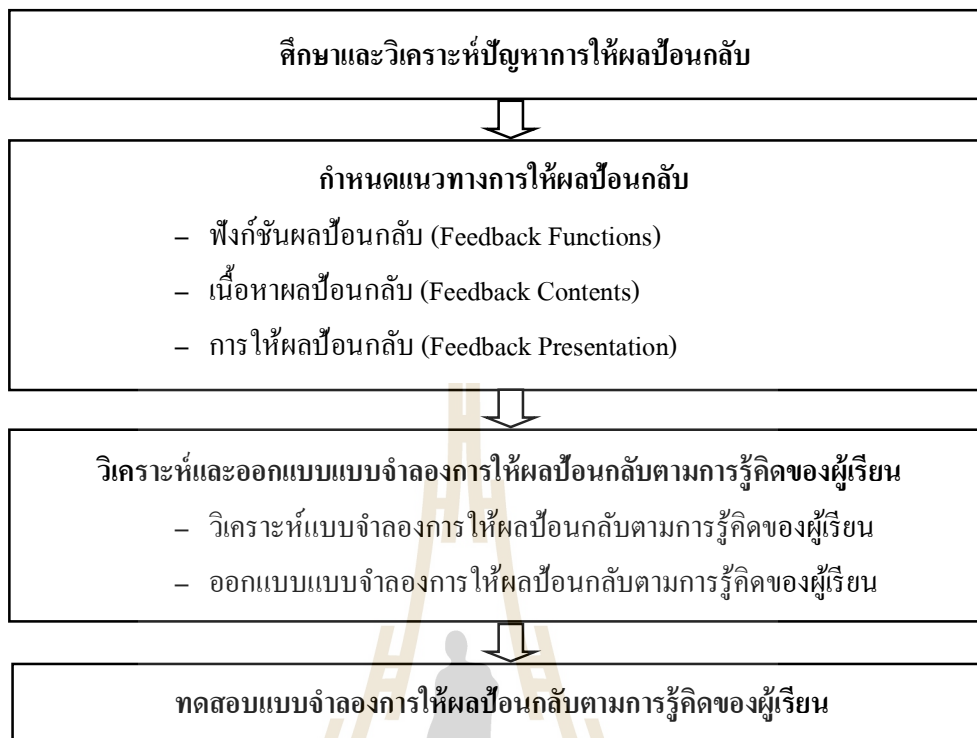 ศึกษาและวิเคราะห์ปัญหาการให้ผลป้อนกลับ
กำหนดแนวทางการให้ผลป้อนกลับ
– ฟังก์ชันผลป้อนกลับ (Feedback Functions)
– เนื้อหาผลป้อนกลับ (Feedback Contents)
– การให้ผลป้อนกลับ (Feedback Presentation)
วิเคราะห์และออกแบบแบบจำลองการให้ผลป้อนกลับตามการรู้คิดของผู้เรียน
– วิเคราะห์แบบจำลองการให้ผลป้อนกลับตามการรู้คิดของผู้เรียน
– ออกแบบแบบจำลองการให้ผลป้อนกลับตามการรู้คิดของผู้เรียน
ทดสอบแบบจำลองการให้ผลป้อนกลับตามการรู้คิดของผู้เรียน